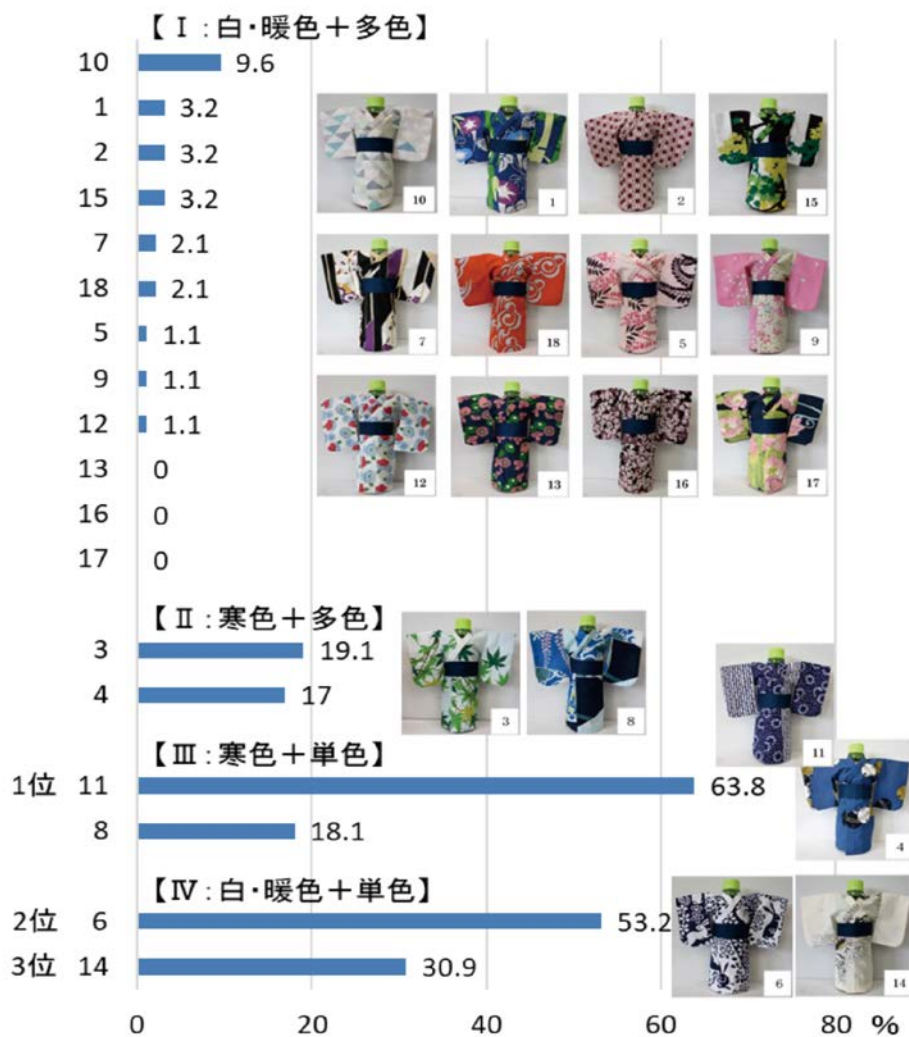 【 Ⅰ : 白・暖色＋多色】
10 9.6
1 3.2
2 3.2
15 3.2
7 2.1
18 2.1
5 1.1
9 1.1
12 1.1
13 0
16 0
17 0
10 1 2 15
7 18 5 9
12 13 16 17
【 Ⅱ : 寒色＋多色】
3 19.1
4 17
3 8
【Ⅲ : 寒色＋単色】
1位 11 63.8
8 18.1
11
4
【Ⅳ : 白・暖色＋単色】
2位 6 53.2
3位 14 30.9
6 14
0 20 40 60 80 %